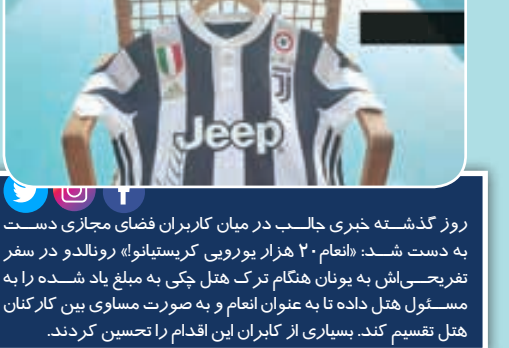 Jeep
روز گذشته خبری جالب در میان کاربران فضای مجازی دست
به دست شد: «انعام ۲۰ هزار یورویی کریستیانو!» رونالدو در سفر
تفریحی‌اش به یونان هنگام ترک هتل چکی به مبلغ یاد شده را به
مسئول هتل داده تا به عنوان انعام و به صورت مساوی بین کارکنان
هتل تقسیم کند. بسیاری از کابران این اقدام را تحسین کردند.